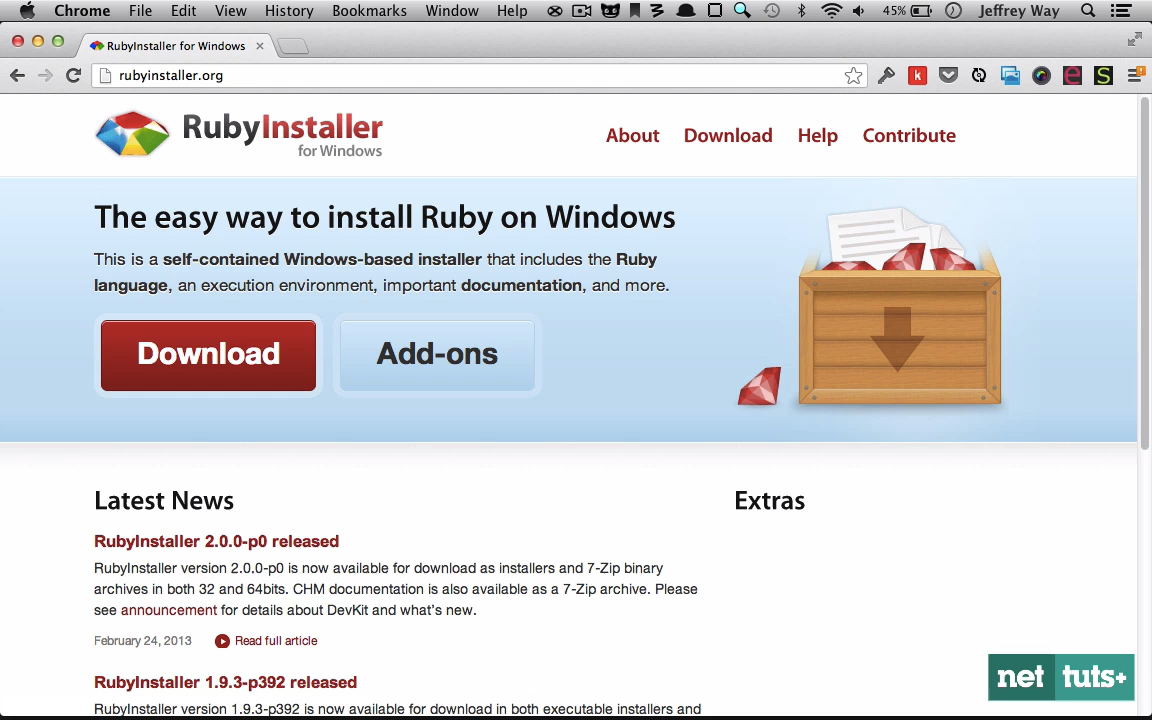 Chrome File Edit View History Bookmarks Window Help 45% Jeffrey Way
RubyInstaller for Windows
rubyinstaller.org
RubyInstaller
for Windows
About Download Help Contribute
The easy way to install Ruby on Windows
This is a self-contained Windows-based installer that includes the Ruby
language, an execution environment, important documentation, and more.
Download Add-ons
Latest News
Extras
RubyInstaller 2.0.0-p0 released
RubyInstaller version 2.0.0-p0 is now available for download as installers and 7-Zip binary
archives in both 32 and 64bits. CHM documentation is also available as a 7-Zip archive. Please
see announcement for details about DevKit and what's new.
February 24, 2013 Read full article
RubyInstaller 1.9.3-p392 released
RubyInstaller version 1.9.3-p392 is now available for download in both executable installers and
net tuts+